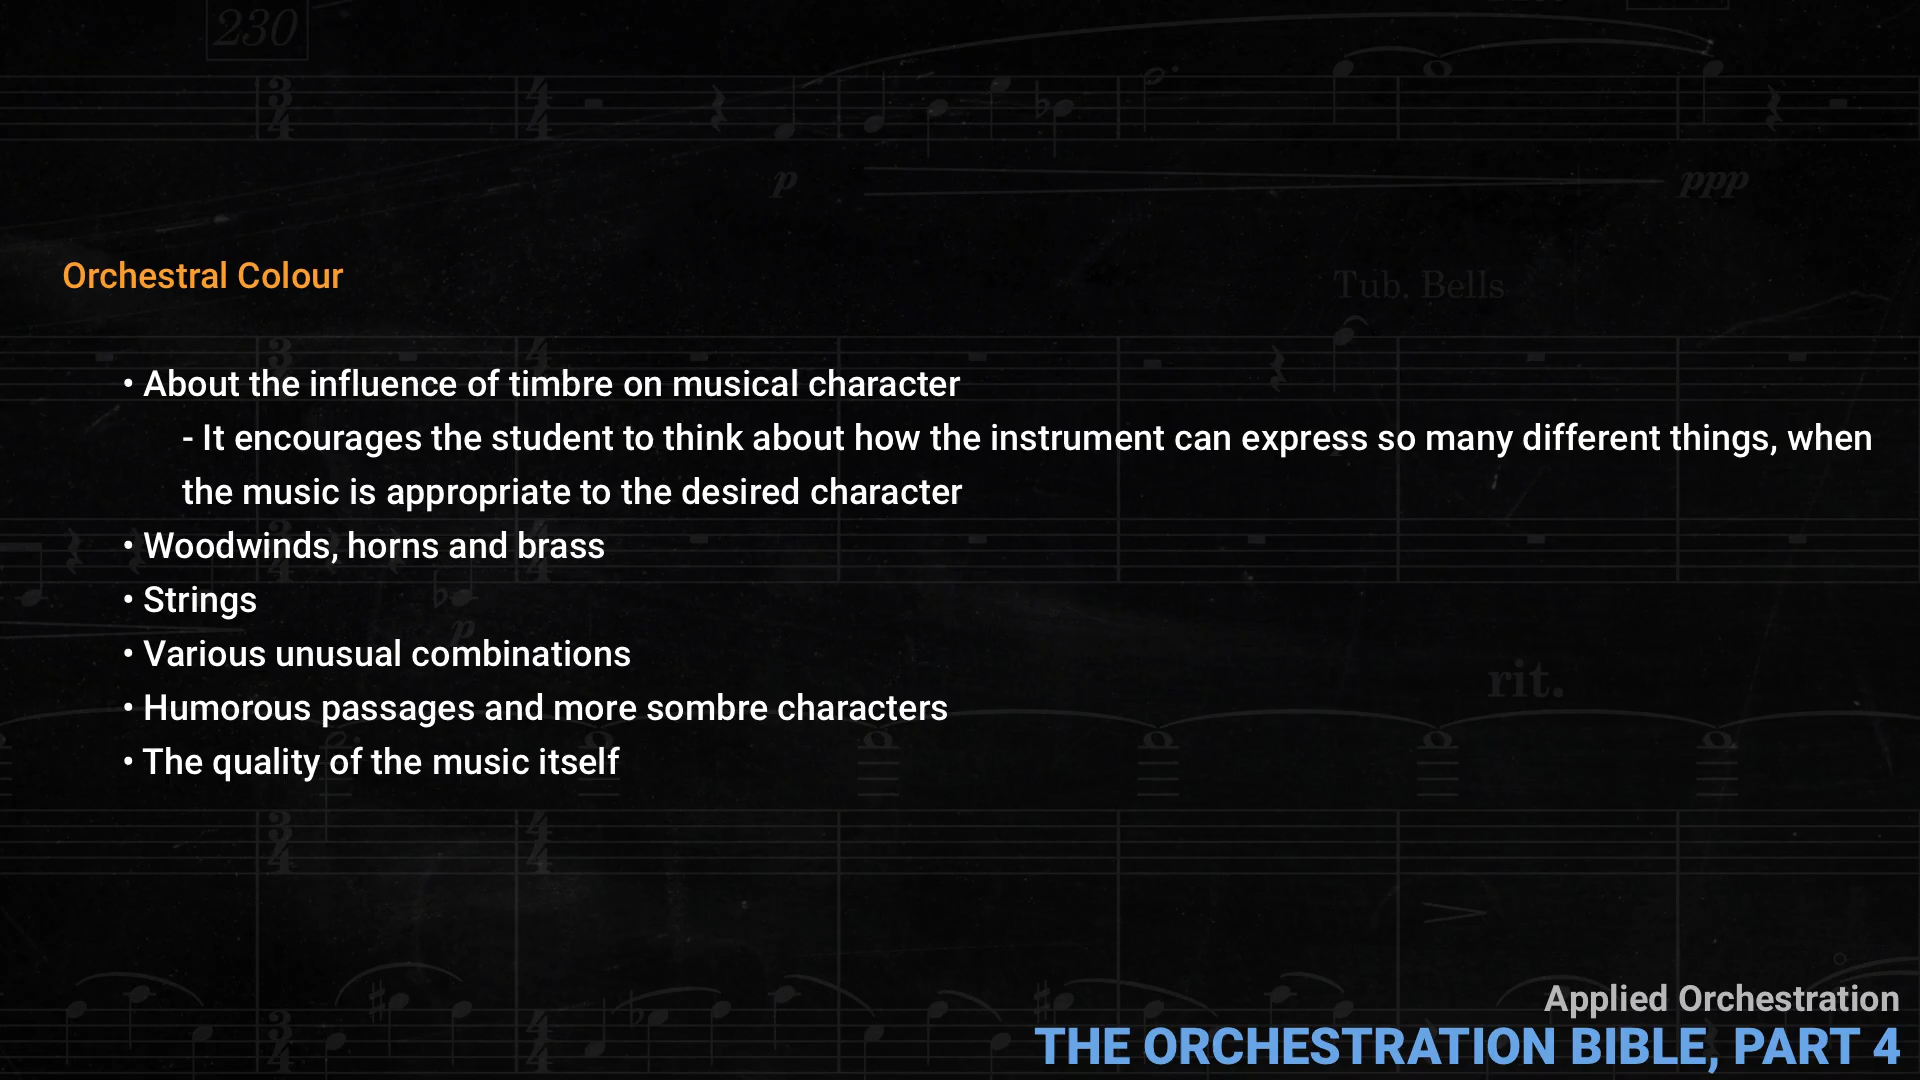 230
p
ppp
Orchestral Colour
Tub. Bells
• About the influence of timbre on musical character
- It encourages the student to think about how the instrument can express so many different things, when
the music is appropriate to the desired character
• Woodwinds, horns and brass
• Strings
p
• Various unusual combinations
rit.
• Humorous passages and more sombre characters
• The quality of the music itself
Applied Orchestration
THE ORCHESTRATION BIBLE, PART 4